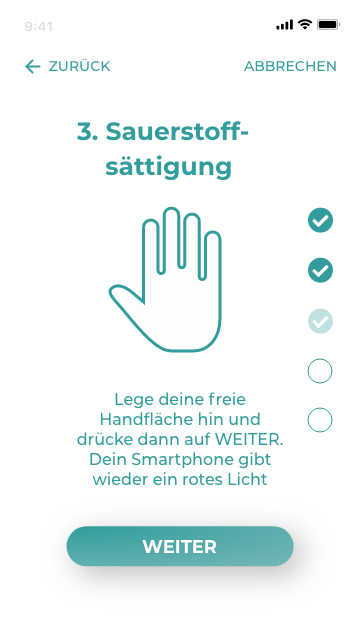 9:41
ZURÜCK
ABBRECHEN
3. Sauerstoff-
sättigung
Lege deine freie
Handfläche hin und
drücke dann auf WEITER.
Dein Smartphone gibt
wieder ein rotes Licht
WEITER